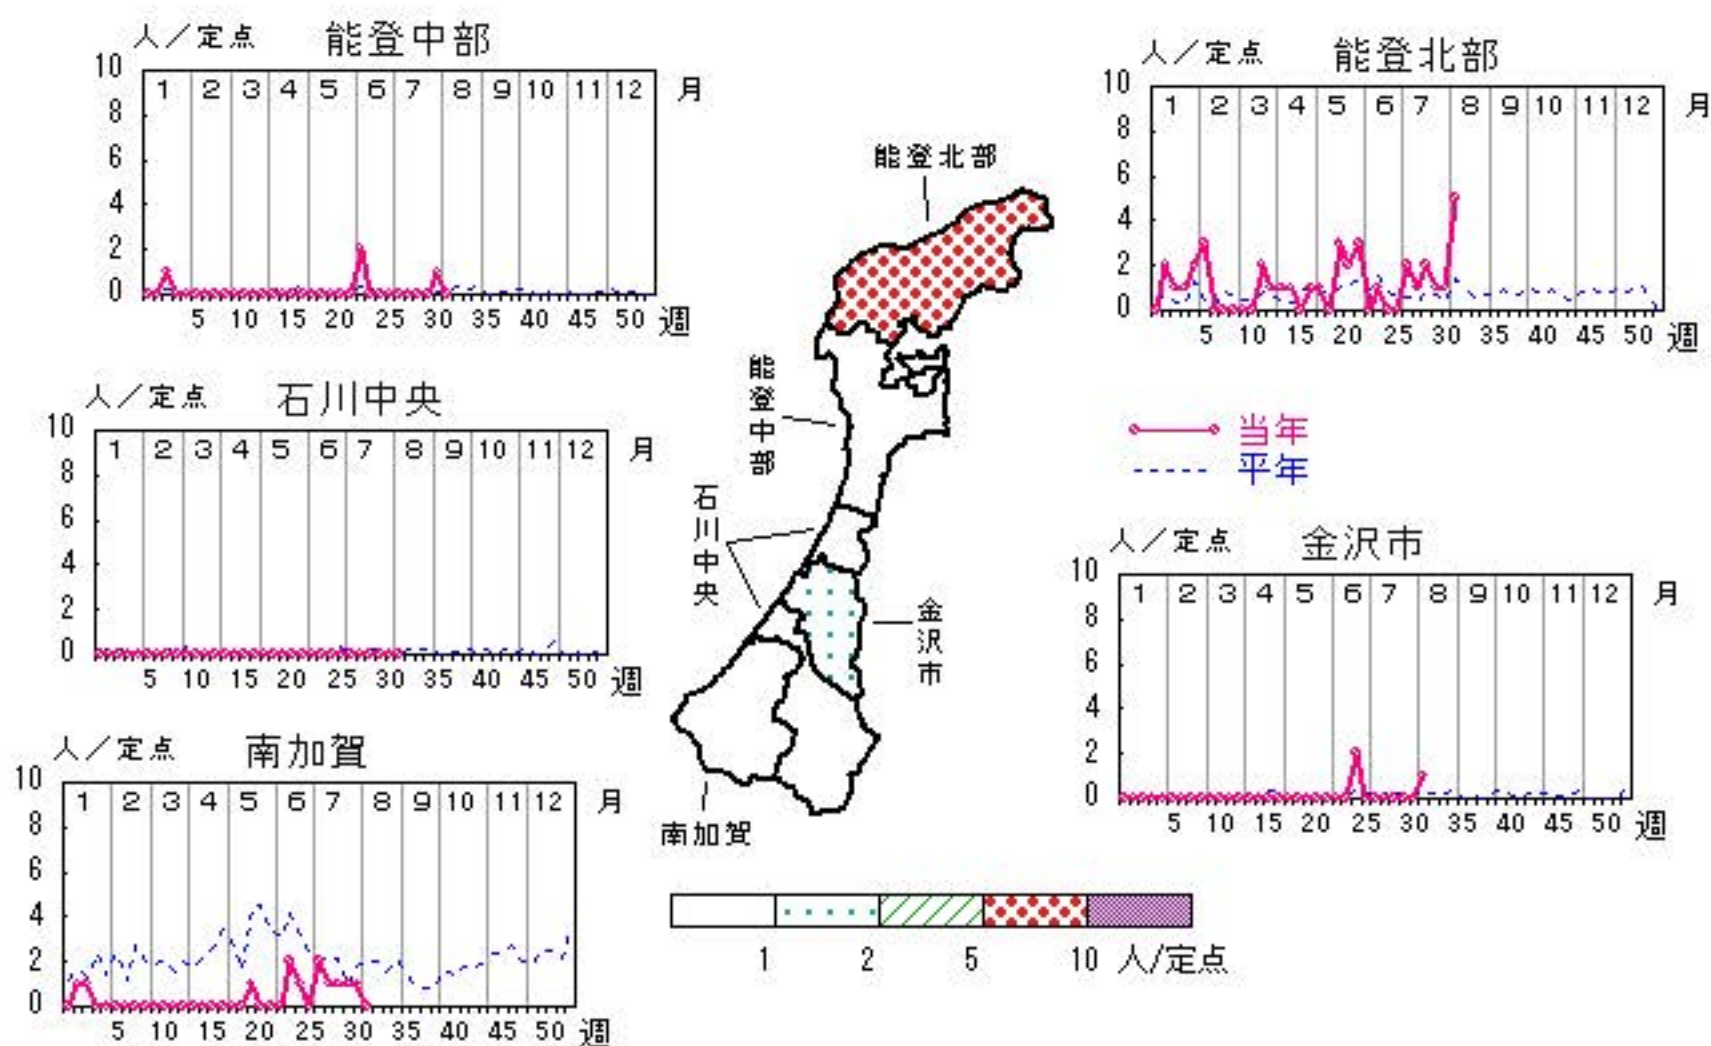 人／定点 能登中部
10 8 6 4 2 0
1 2 3 4 5 6 7 8 9 10 11 12 月
5 10 15 20 25 30 35 40 45 50 週
人／定点 能登北部
10 8 6 4 2 0
1 2 3 4 5 6 7 8 9 10 11 12 月
5 10 15 20 25 30 35 40 45 50 週
人／定点 石川中央
10 8 6 4 2 0
1 2 3 4 5 6 7 8 9 10 11 12 月
5 10 15 20 25 30 35 40 45 50 週
能登北部
能登中部
石川中央
金沢市
南加賀
当年
平年
人／定点 金沢市
10 8 6 4 2 0
1 2 3 4 5 6 7 8 9 10 11 12 月
5 10 15 20 25 30 35 40 45 50 週
人／定点 南加賀
10 8 6 4 2 0
1 2 3 4 5 6 7 8 9 10 11 12 月
5 10 15 20 25 30 35 40 45 50 週
1 2 5 10 人/定点